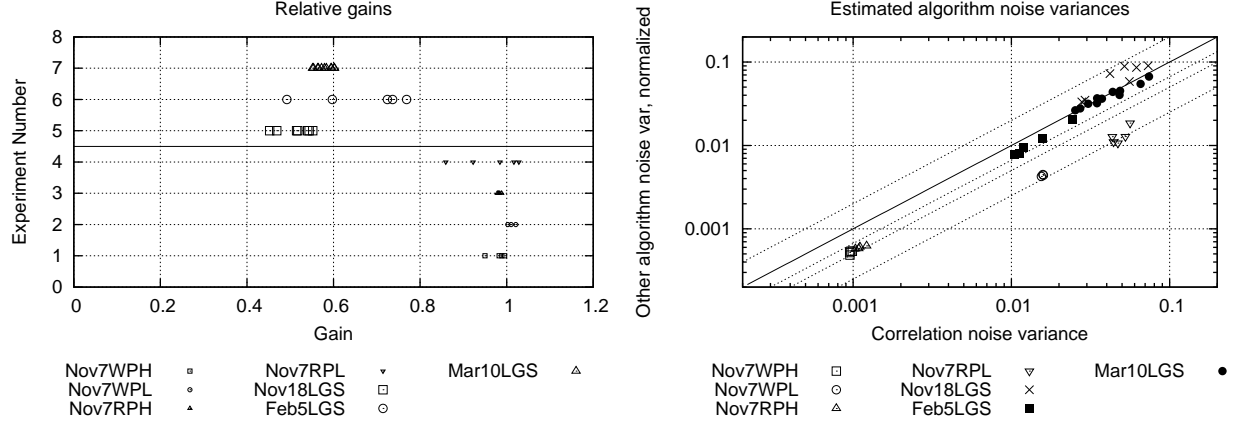 Relative gains
Experiment Number
8
7
6
5
4
3
2
1
0
0 0.2 0.4 0.6 0.8 1 1.2
Gain
Nov7WPH Nov7RPL Mar10LGS
Nov7WPL Nov18LGS
Nov7RPH Feb5LGS
Estimated algorithm noise variances
Other algorithm noise var, normalized
0.1
0.01
0.001
0.001 0.01 0.1
Correlation noise variance
Nov7WPH Nov7RPL Mar10LGS
Nov7WPL Nov18LGS
Nov7RPH Feb5LGS